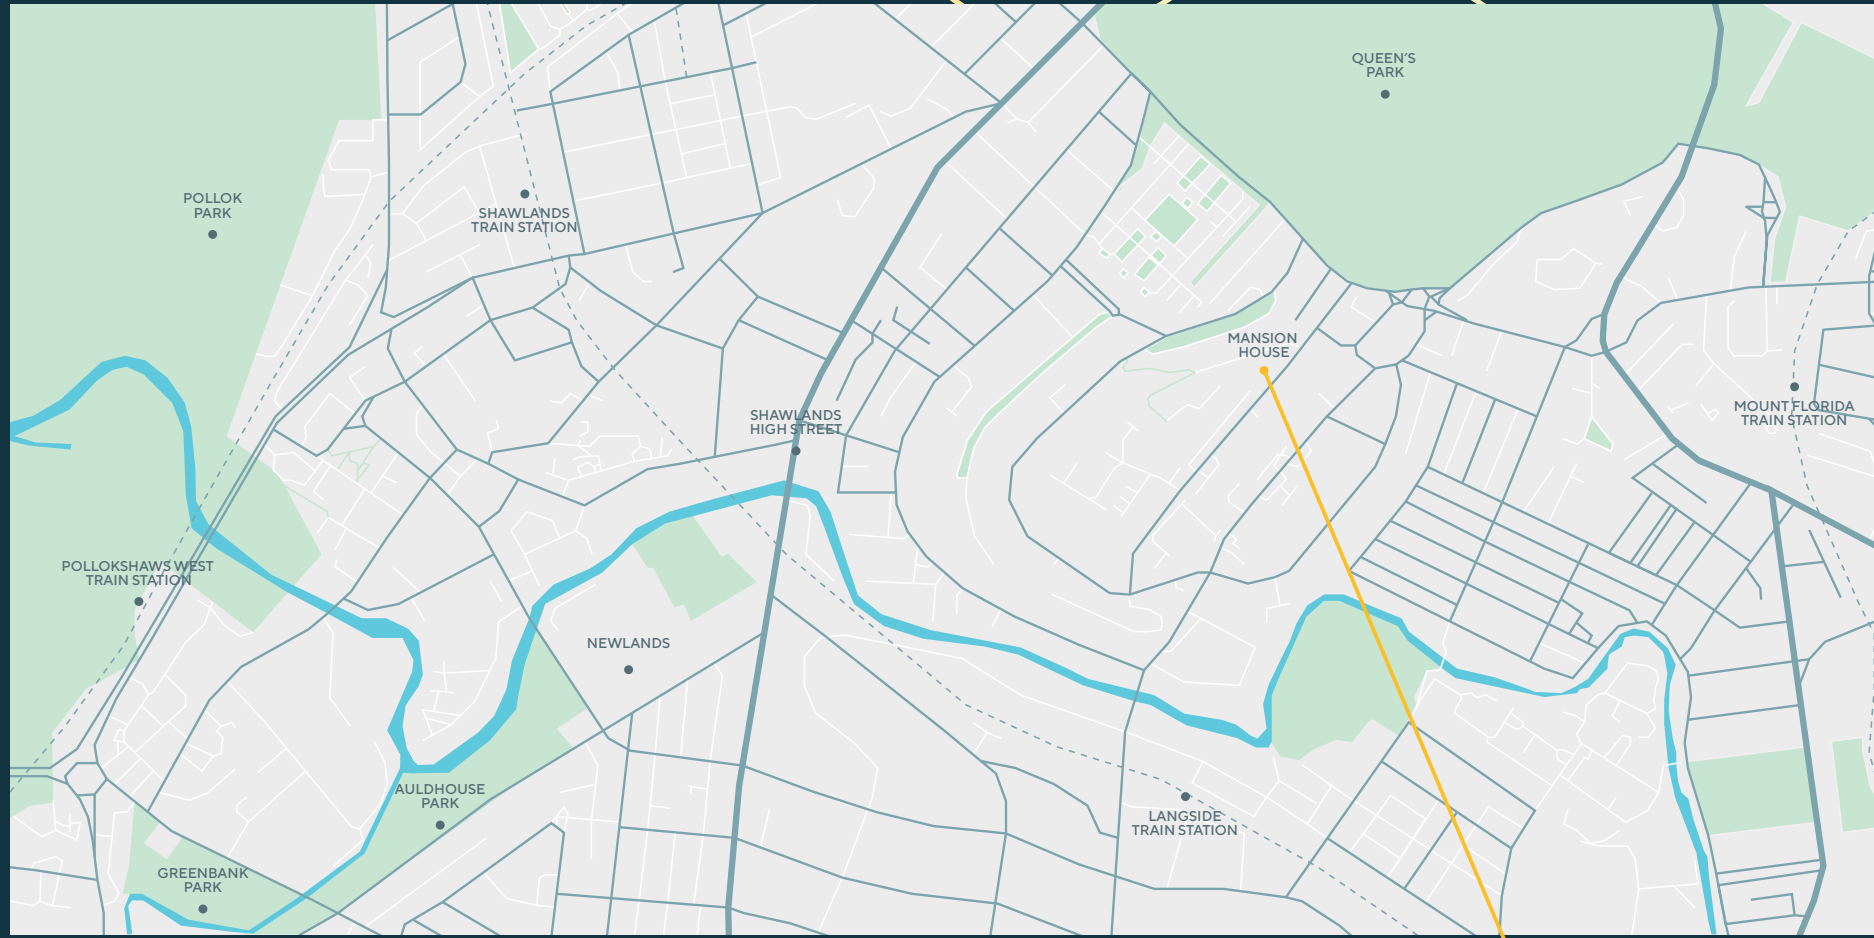 QUEEN'S
PARK
POLLOK
PARK
SHAWLANDS
TRAIN STATION
MANSION
HOUSE
SHAWLANDS
HIGH STREET
MOUNT FLORIDA
TRAIN STATION
POLLOKSHAWS WEST
TRAIN STATION
NEWLANDS
AULDHOUSE
PARK
LANGSIDE
TRAIN STATION
GREENBANK
PARK